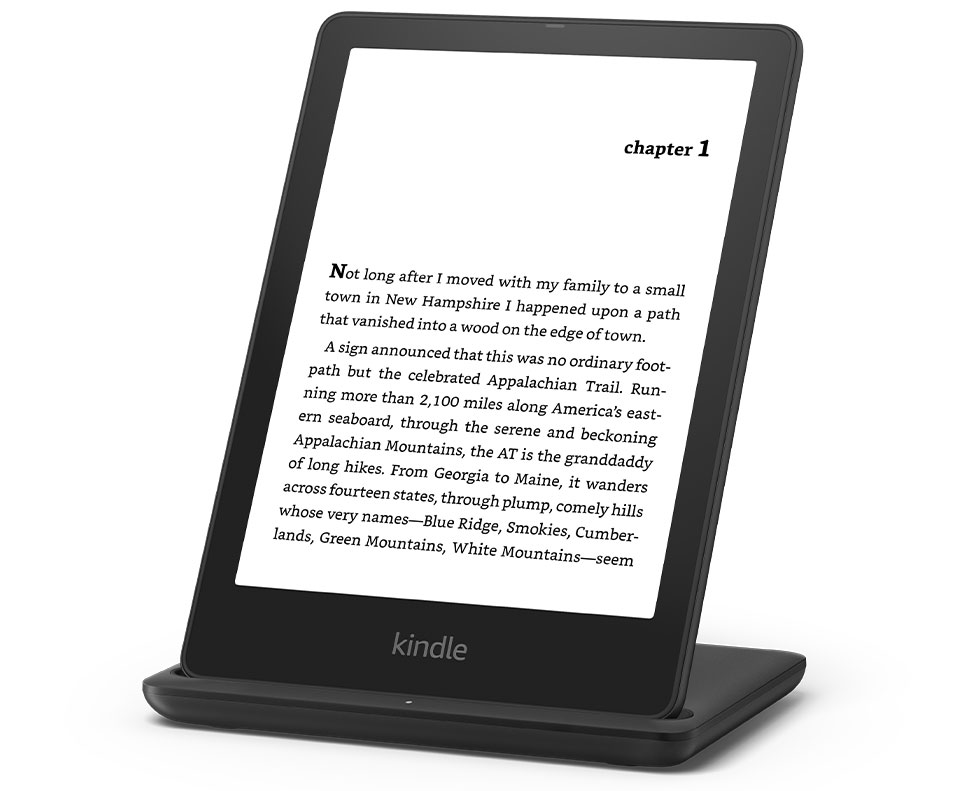 chapter 1
Not long after I moved with my family to a small
town in New Hampshire I happened upon a path
that vanished into a wood on the edge of town.
A sign announced that this was no ordinary foot-
path but the celebrated Appalachian Trail. Run-
ning more than 2,100 miles along America's east-
ern seaboard, through the serene and beckoning
Appalachian Mountains, the AT is the granddaddy
of long hikes. From Georgia to Maine, it wanders
across fourteen states, through plump, comely hills
whose very names—Blue Ridge, Smokies, Cumber-
lands, Green Mountains, White Mountains—seem
kindle